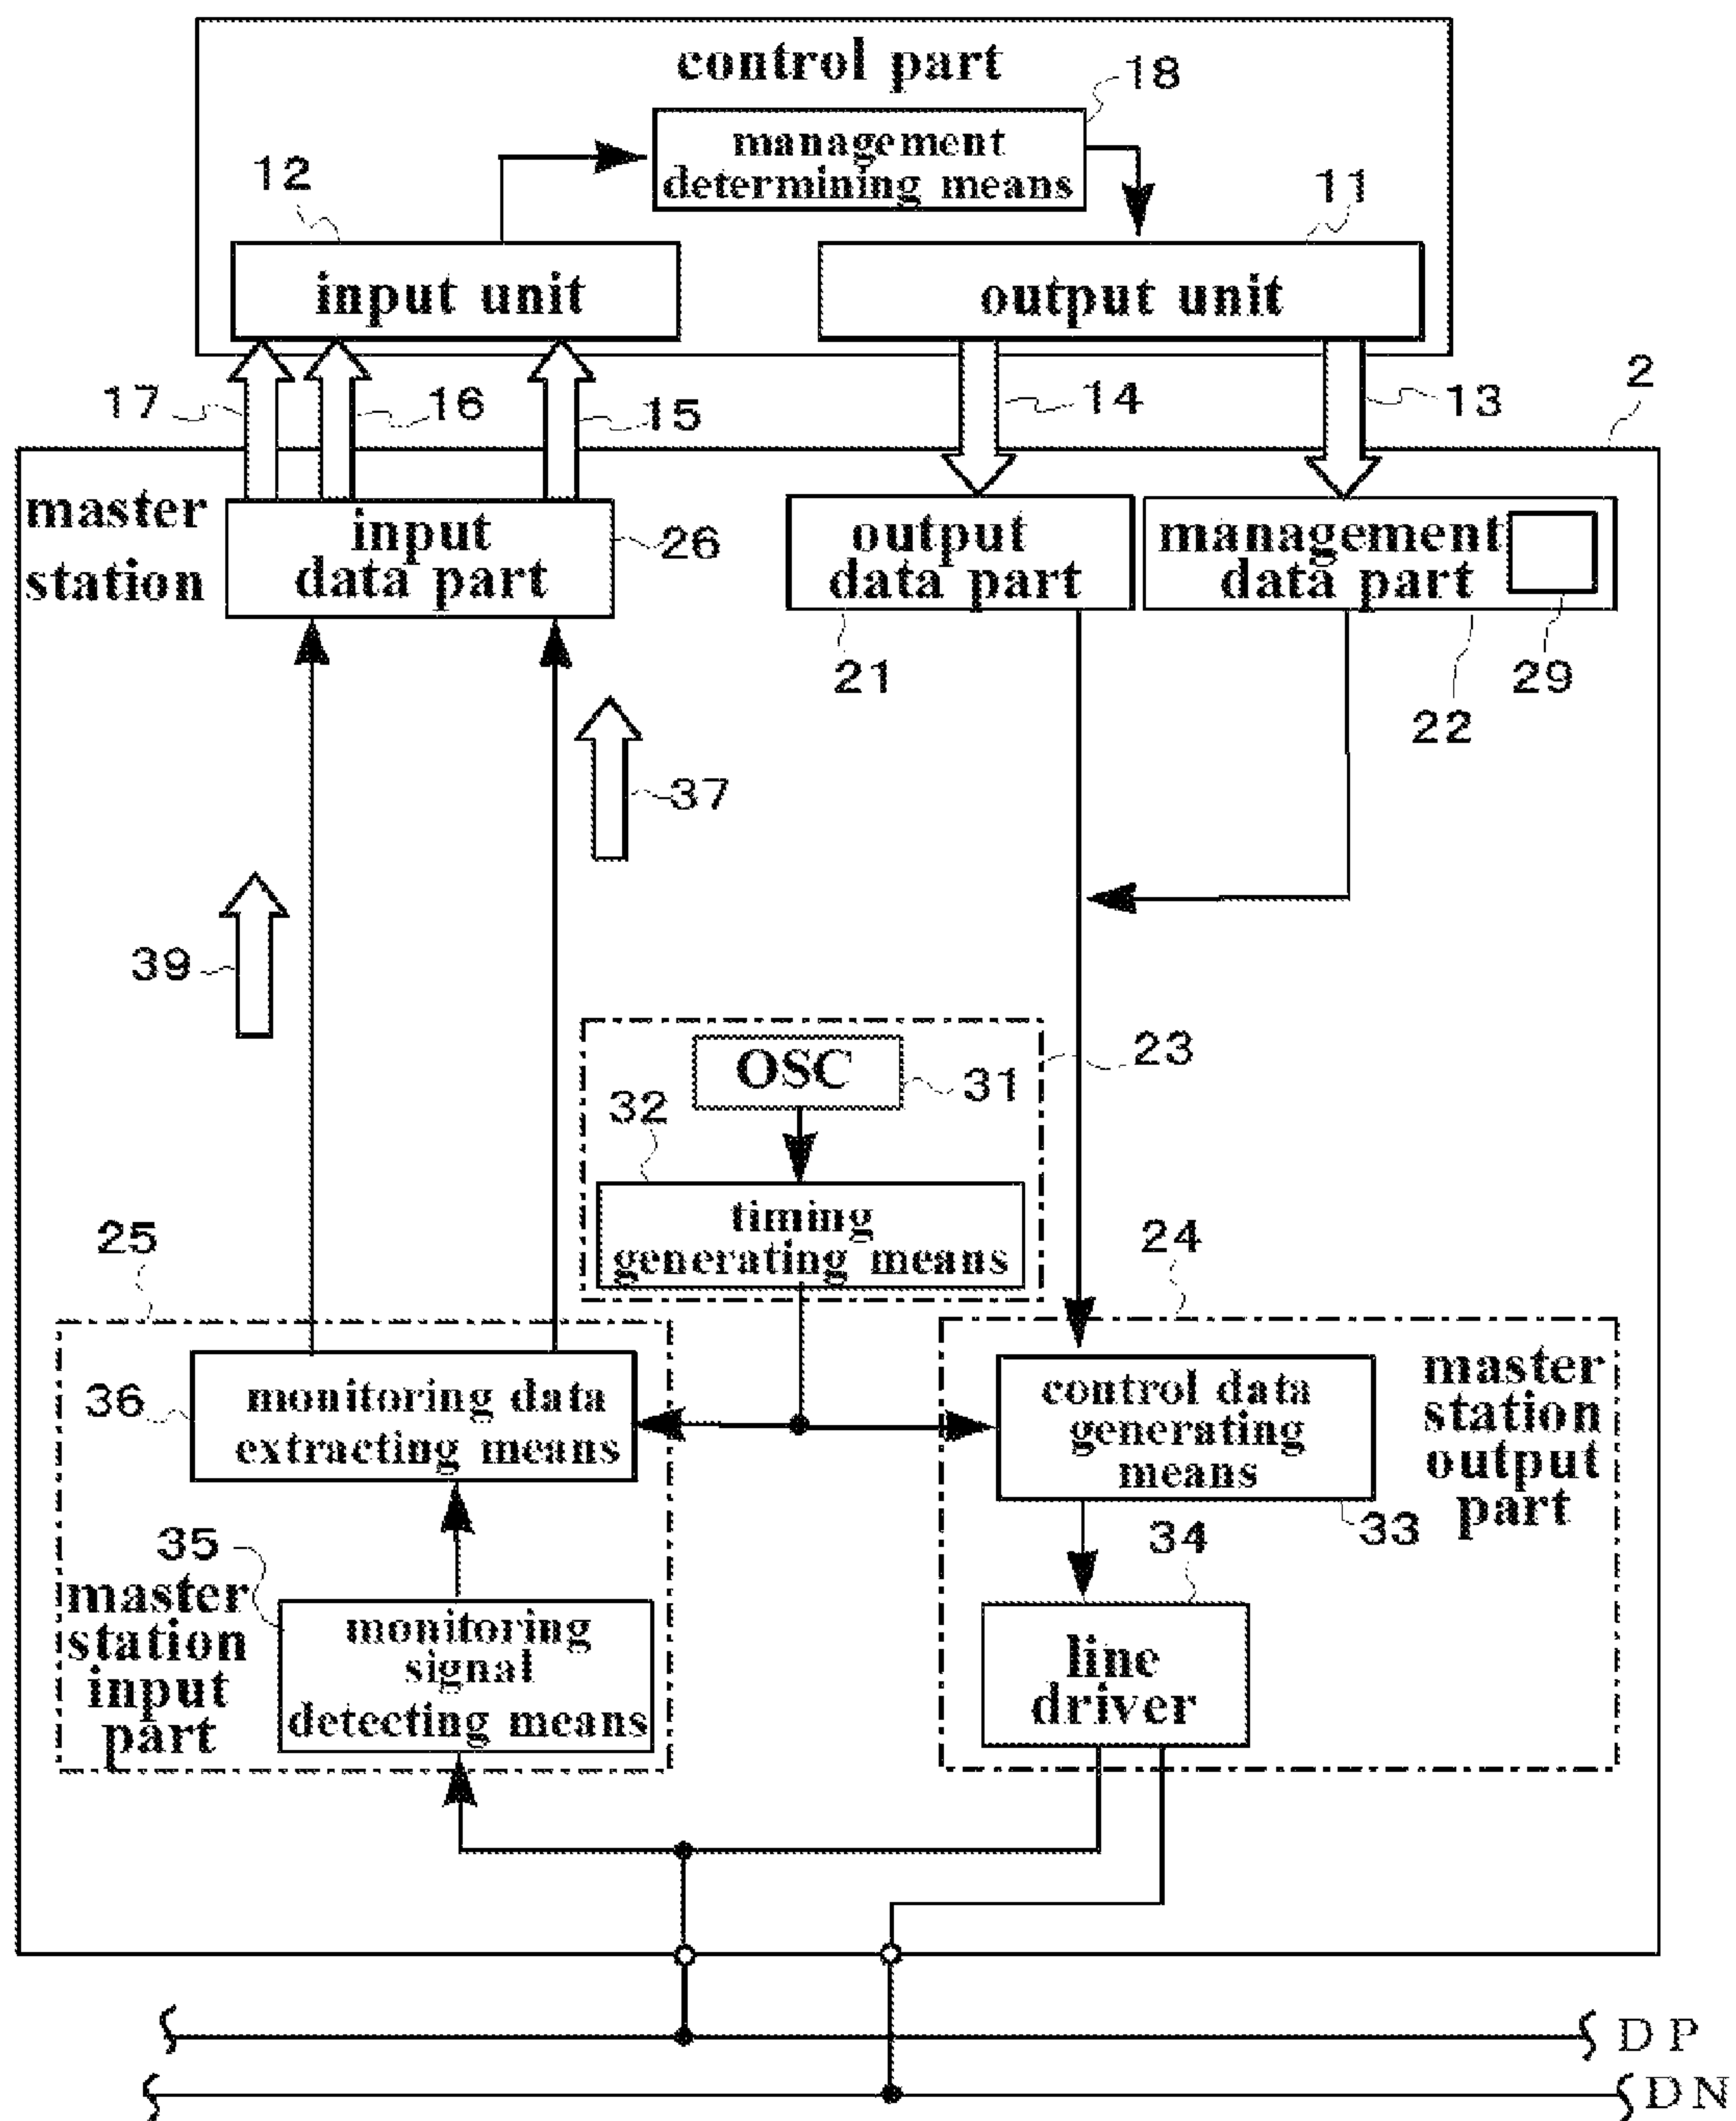 control part
18
management
determining means
12
11
input unit
output unit
17
16
15
14
13
2
master
station
input
data part
26
output
data part
management
data part
21
22
29
37
39
OSC
31
23
32
timing
generating means
25
24
36
monitoring data
extracting means
control data
generating
means
33
master
station
output
part
35
34
master
station
input
part
monitoring
signal
detecting means
line
driver
DP
DN